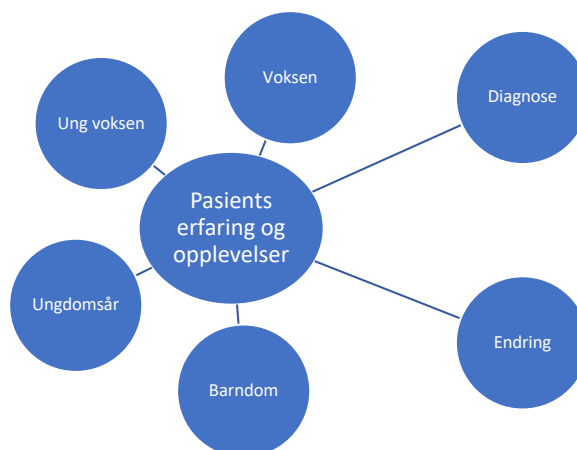 Voksen
Diagnose
Ung voksen
Pasients
erfaring og
opplevelser
Ungdomsår
Endring
Barndom